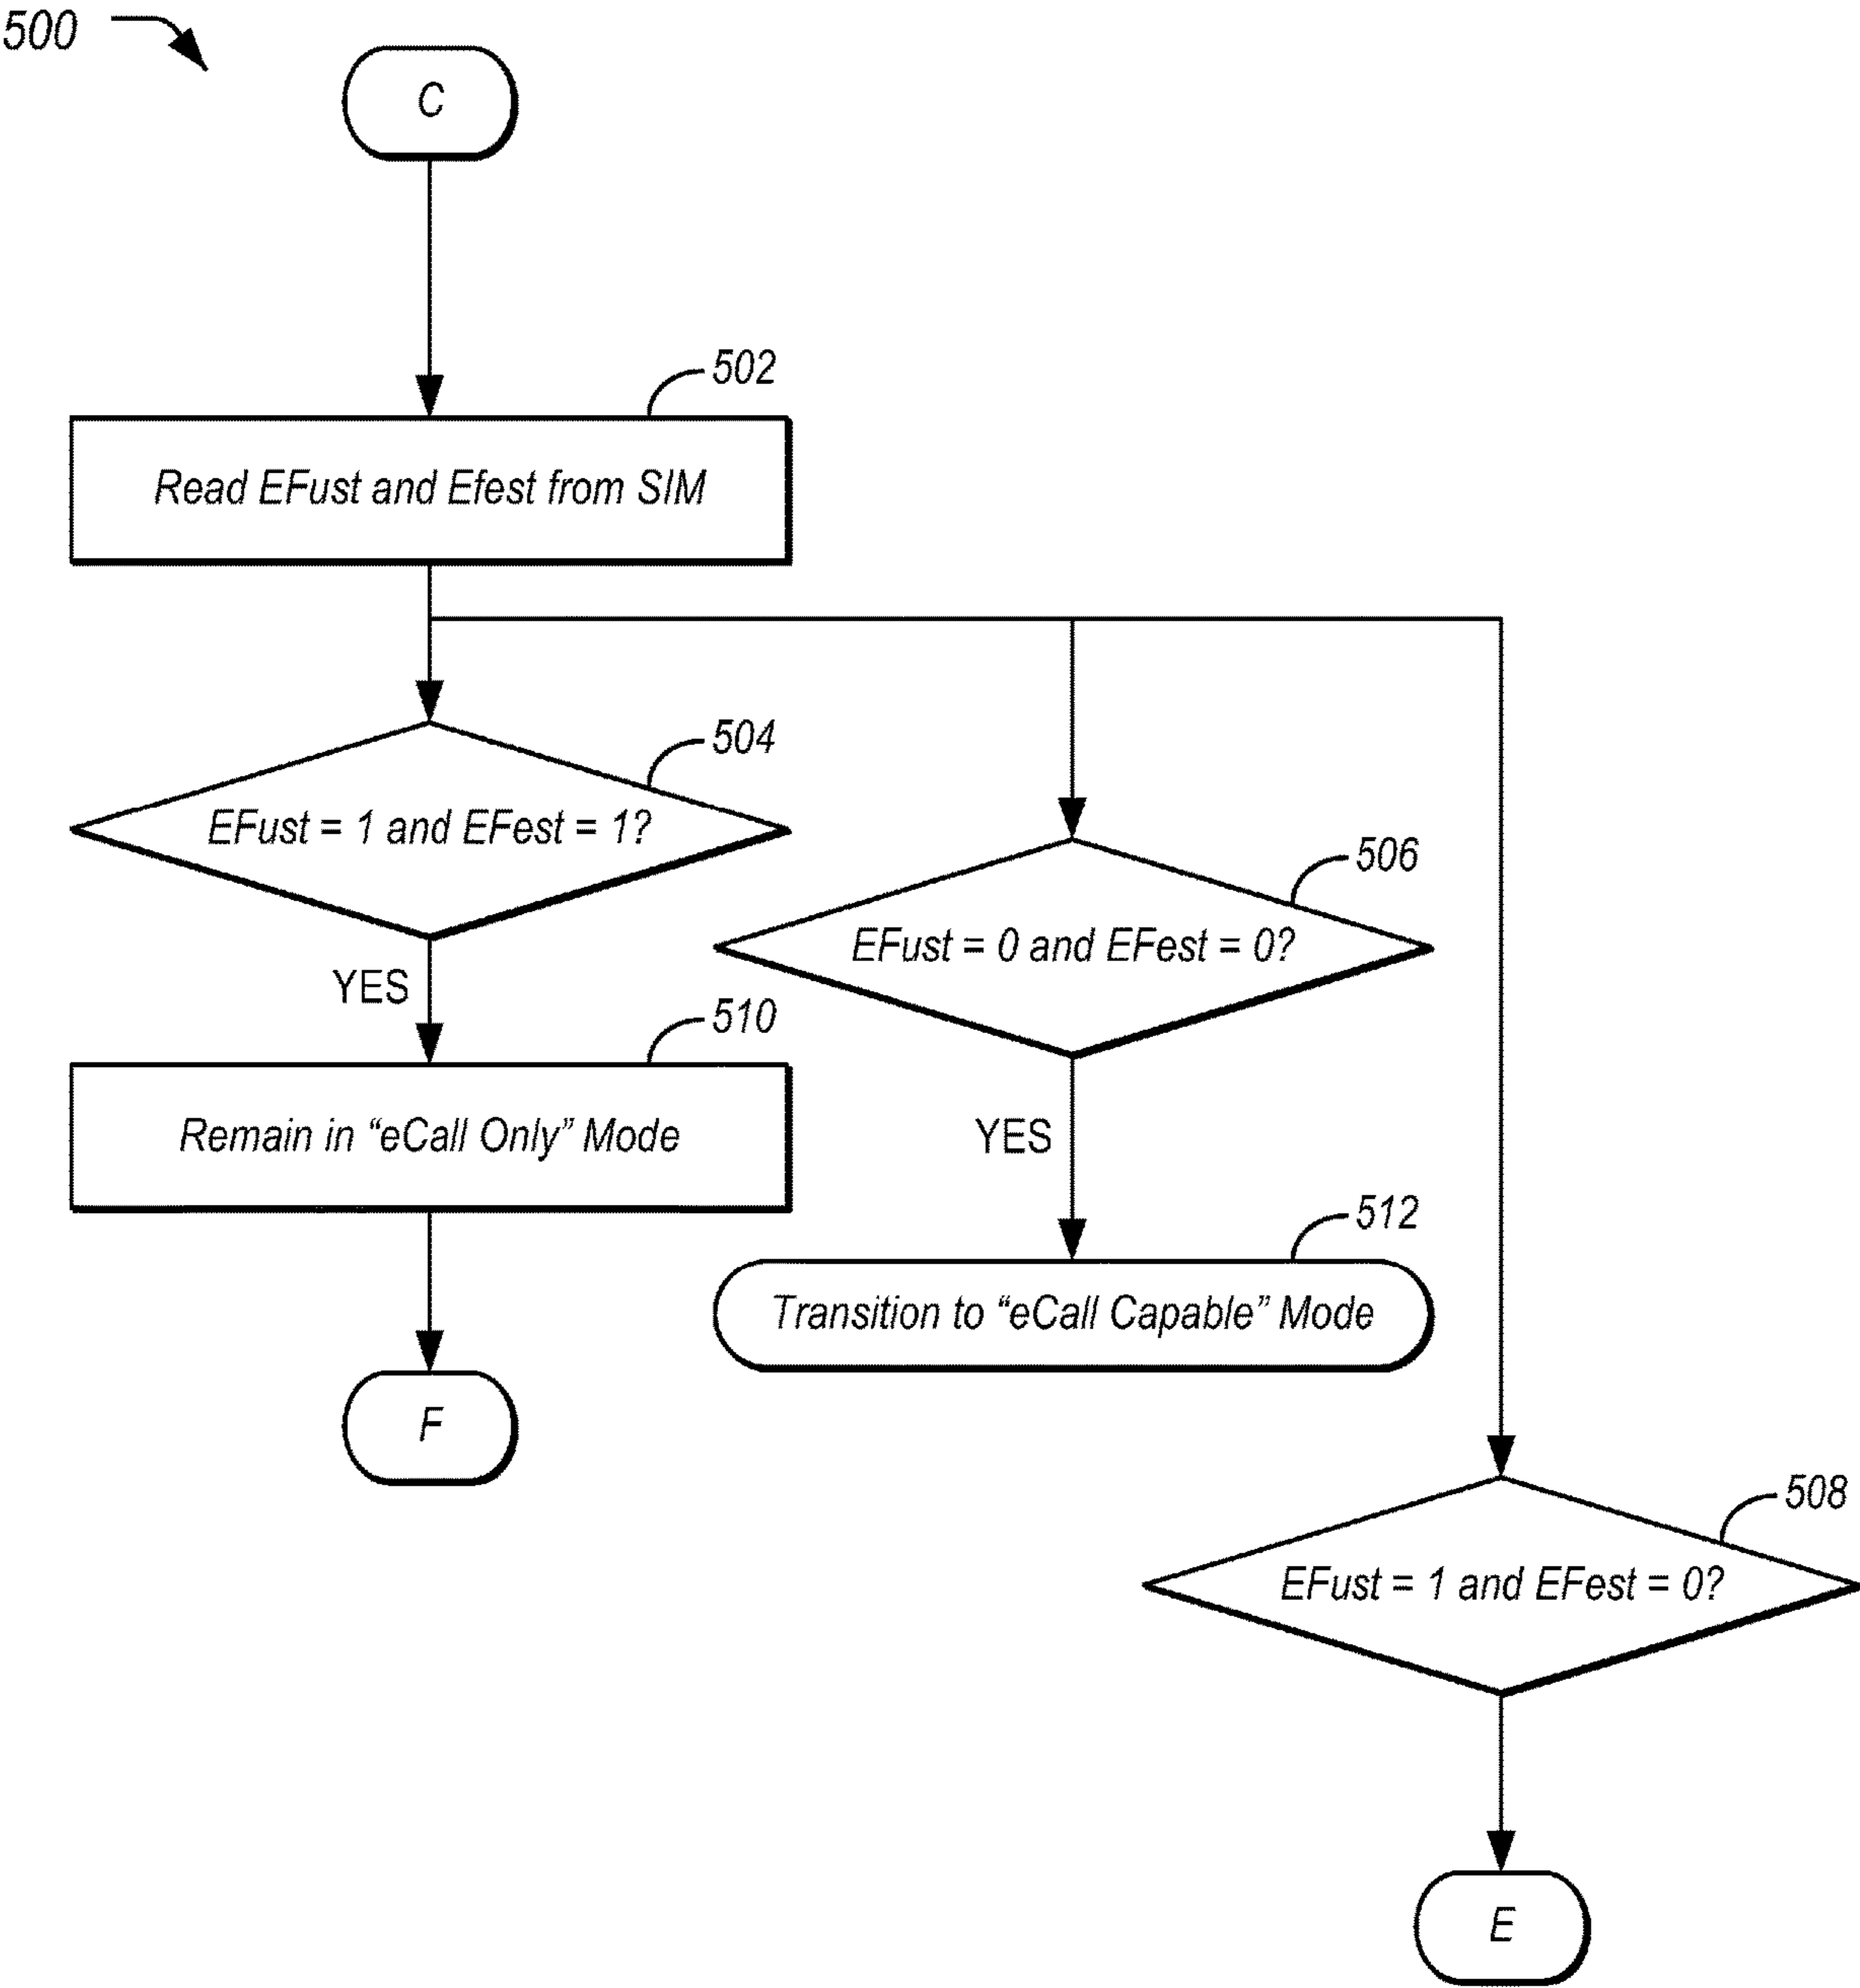 500
C
502
Read EFust and Efest from SIM
504
EFust = 1 and EFest = 1?
506
EFust = 0 and EFest = 0?
YES
510
Remain in “eCall Only” Mode
YES
512
Transition to “eCall Capable” Mode
F
508
EFust = 1 and EFest = 0?
E